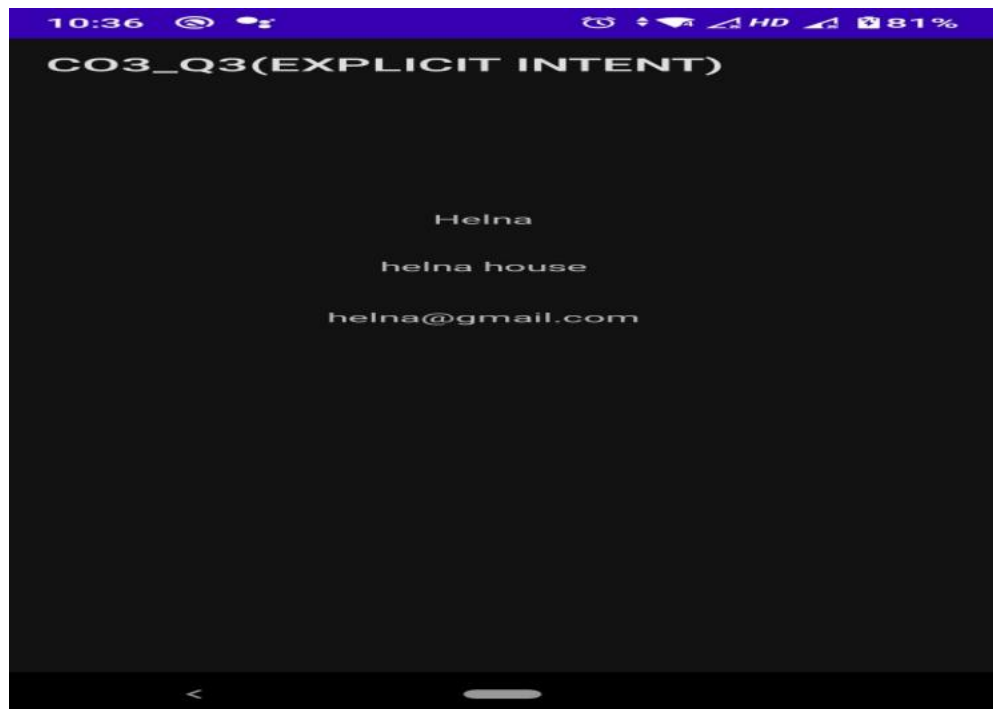 10:36 HD 81%
CO3_Q3(EXPLICIT INTENT)
Helna
helna house
helna@gmail.com